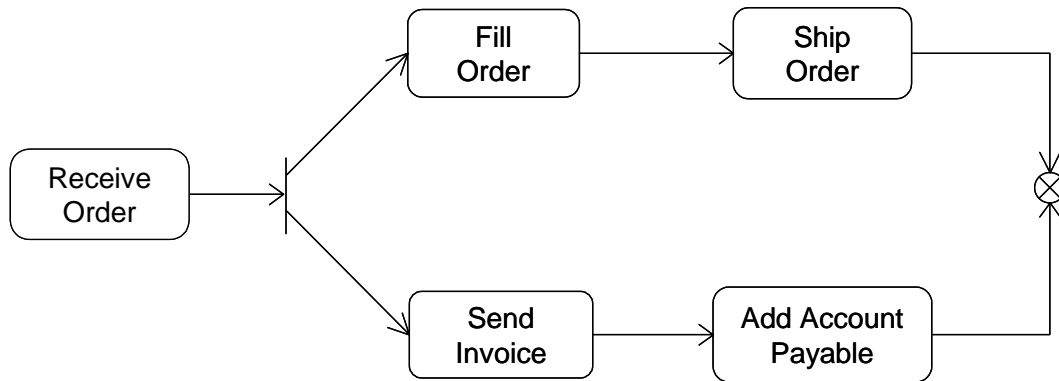 Fill
Order
Ship
Order
Receive
Order
Send
Invoice
Add Account
Payable